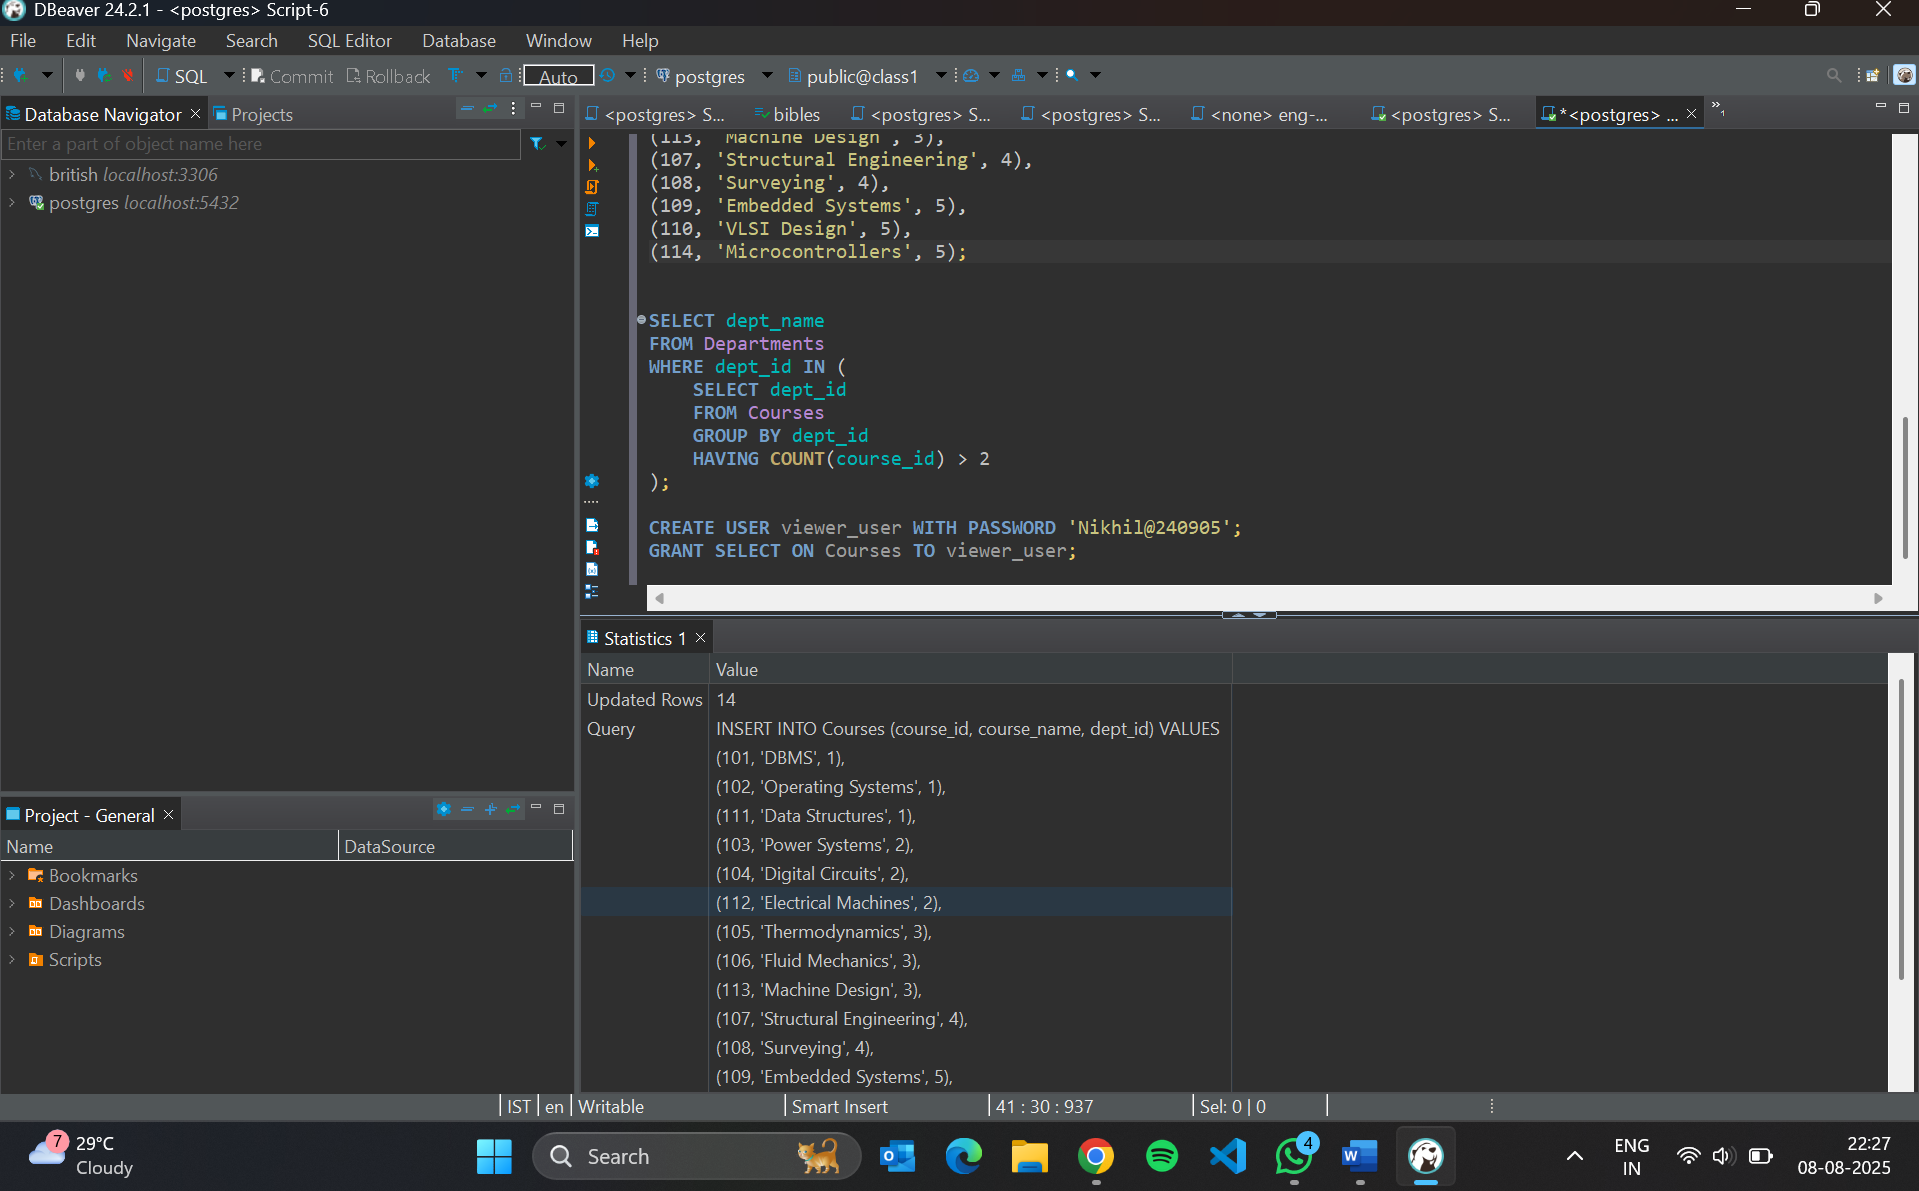 DBeaver 24.2.1 - <postgres> Script-6
File Edit Navigate Search SQL Editor Database Window Help
SQL Commit Rollback Auto postgres public@class1
Database Navigator Projects
<postgres> S... bibles <postgres> S... <postgres> S... <none> eng-... <postgres> S... *<postgres> ... »1
Enter a part of object name here
british localhost:3306
postgres localhost:5432
(113, 'Machine Design', 3),
(107, 'Structural Engineering', 4),
(108, 'Surveying', 4),
(109, 'Embedded Systems', 5),
(110, 'VLSI Design', 5),
(114, 'Microcontrollers', 5);
SELECT dept_name
FROM Departments
WHERE dept_id IN (
SELECT dept_id
FROM Courses
GROUP BY dept_id
HAVING COUNT(course_id) > 2
);
CREATE USER viewer_user WITH PASSWORD 'Nikhil@240905';
GRANT SELECT ON Courses TO viewer_user;
Statistics 1
Name Value
Updated Rows 14
Query INSERT INTO Courses (course_id, course_name, dept_id) VALUES
(101, 'DBMS', 1),
(102, 'Operating Systems', 1),
(111, 'Data Structures', 1),
(103, 'Power Systems', 2),
(104, 'Digital Circuits', 2),
(112, 'Electrical Machines', 2),
(105, 'Thermodynamics', 3),
(106, 'Fluid Mechanics', 3),
(113, 'Machine Design', 3),
(107, 'Structural Engineering', 4),
(108, 'Surveying', 4),
(109, 'Embedded Systems', 5),
Project - General
Name DataSource
Bookmarks
Dashboards
Diagrams
Scripts
IST en Writable Smart Insert 41 : 30 : 937 Sel: 0 | 0
7
29°C
Cloudy
Search
4
ENG
IN
22:27
08-08-2025